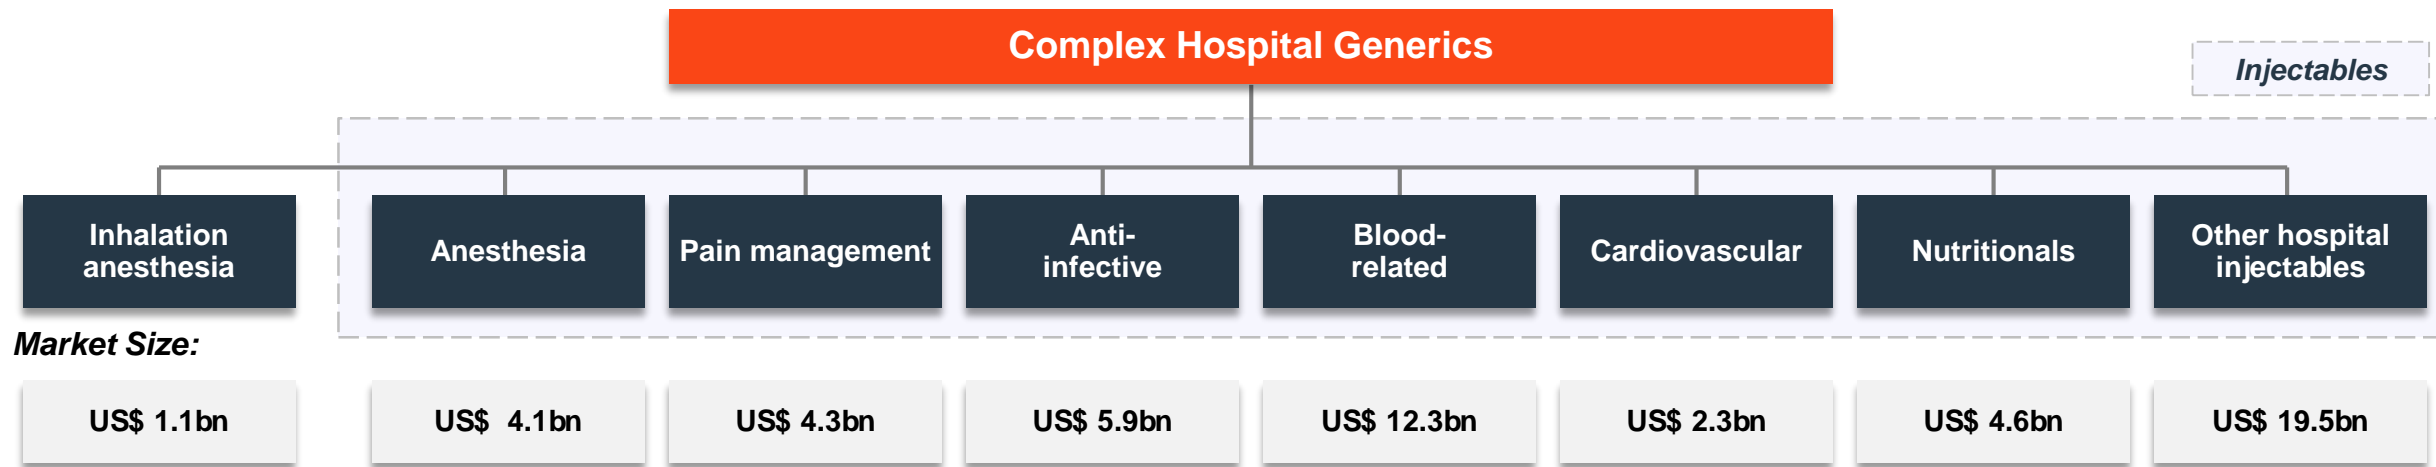 Complex Hospital Generics
Injectables
Inhalation
anesthesia
Anesthesia
Pain management
Anti-
infective
Blood-
related
Cardiovascular
Nutritionals
Other hospital
injectables
Market Size:
US$ 1.1bn
US$  4.1bn
US$ 4.3bn
US$ 5.9bn
US$ 12.3bn
US$ 2.3bn
US$ 4.6bn
US$ 19.5bn